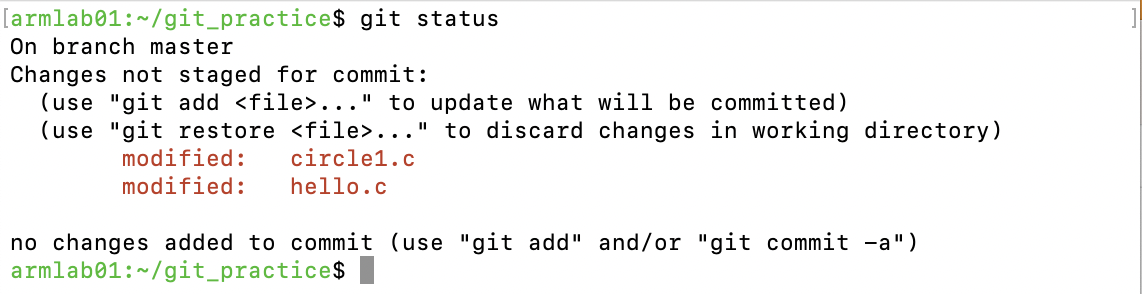 [armlab01:~/git_practice$ git status ]
On branch master
Changes not staged for commit:
  (use "git add <file>..." to update what will be committed)
  (use "git restore <file>..." to discard changes in working directory)
        modified:   circle1.c
        modified:   hello.c

no changes added to commit (use "git add" and/or "git commit -a")
armlab01:~/git_practice$